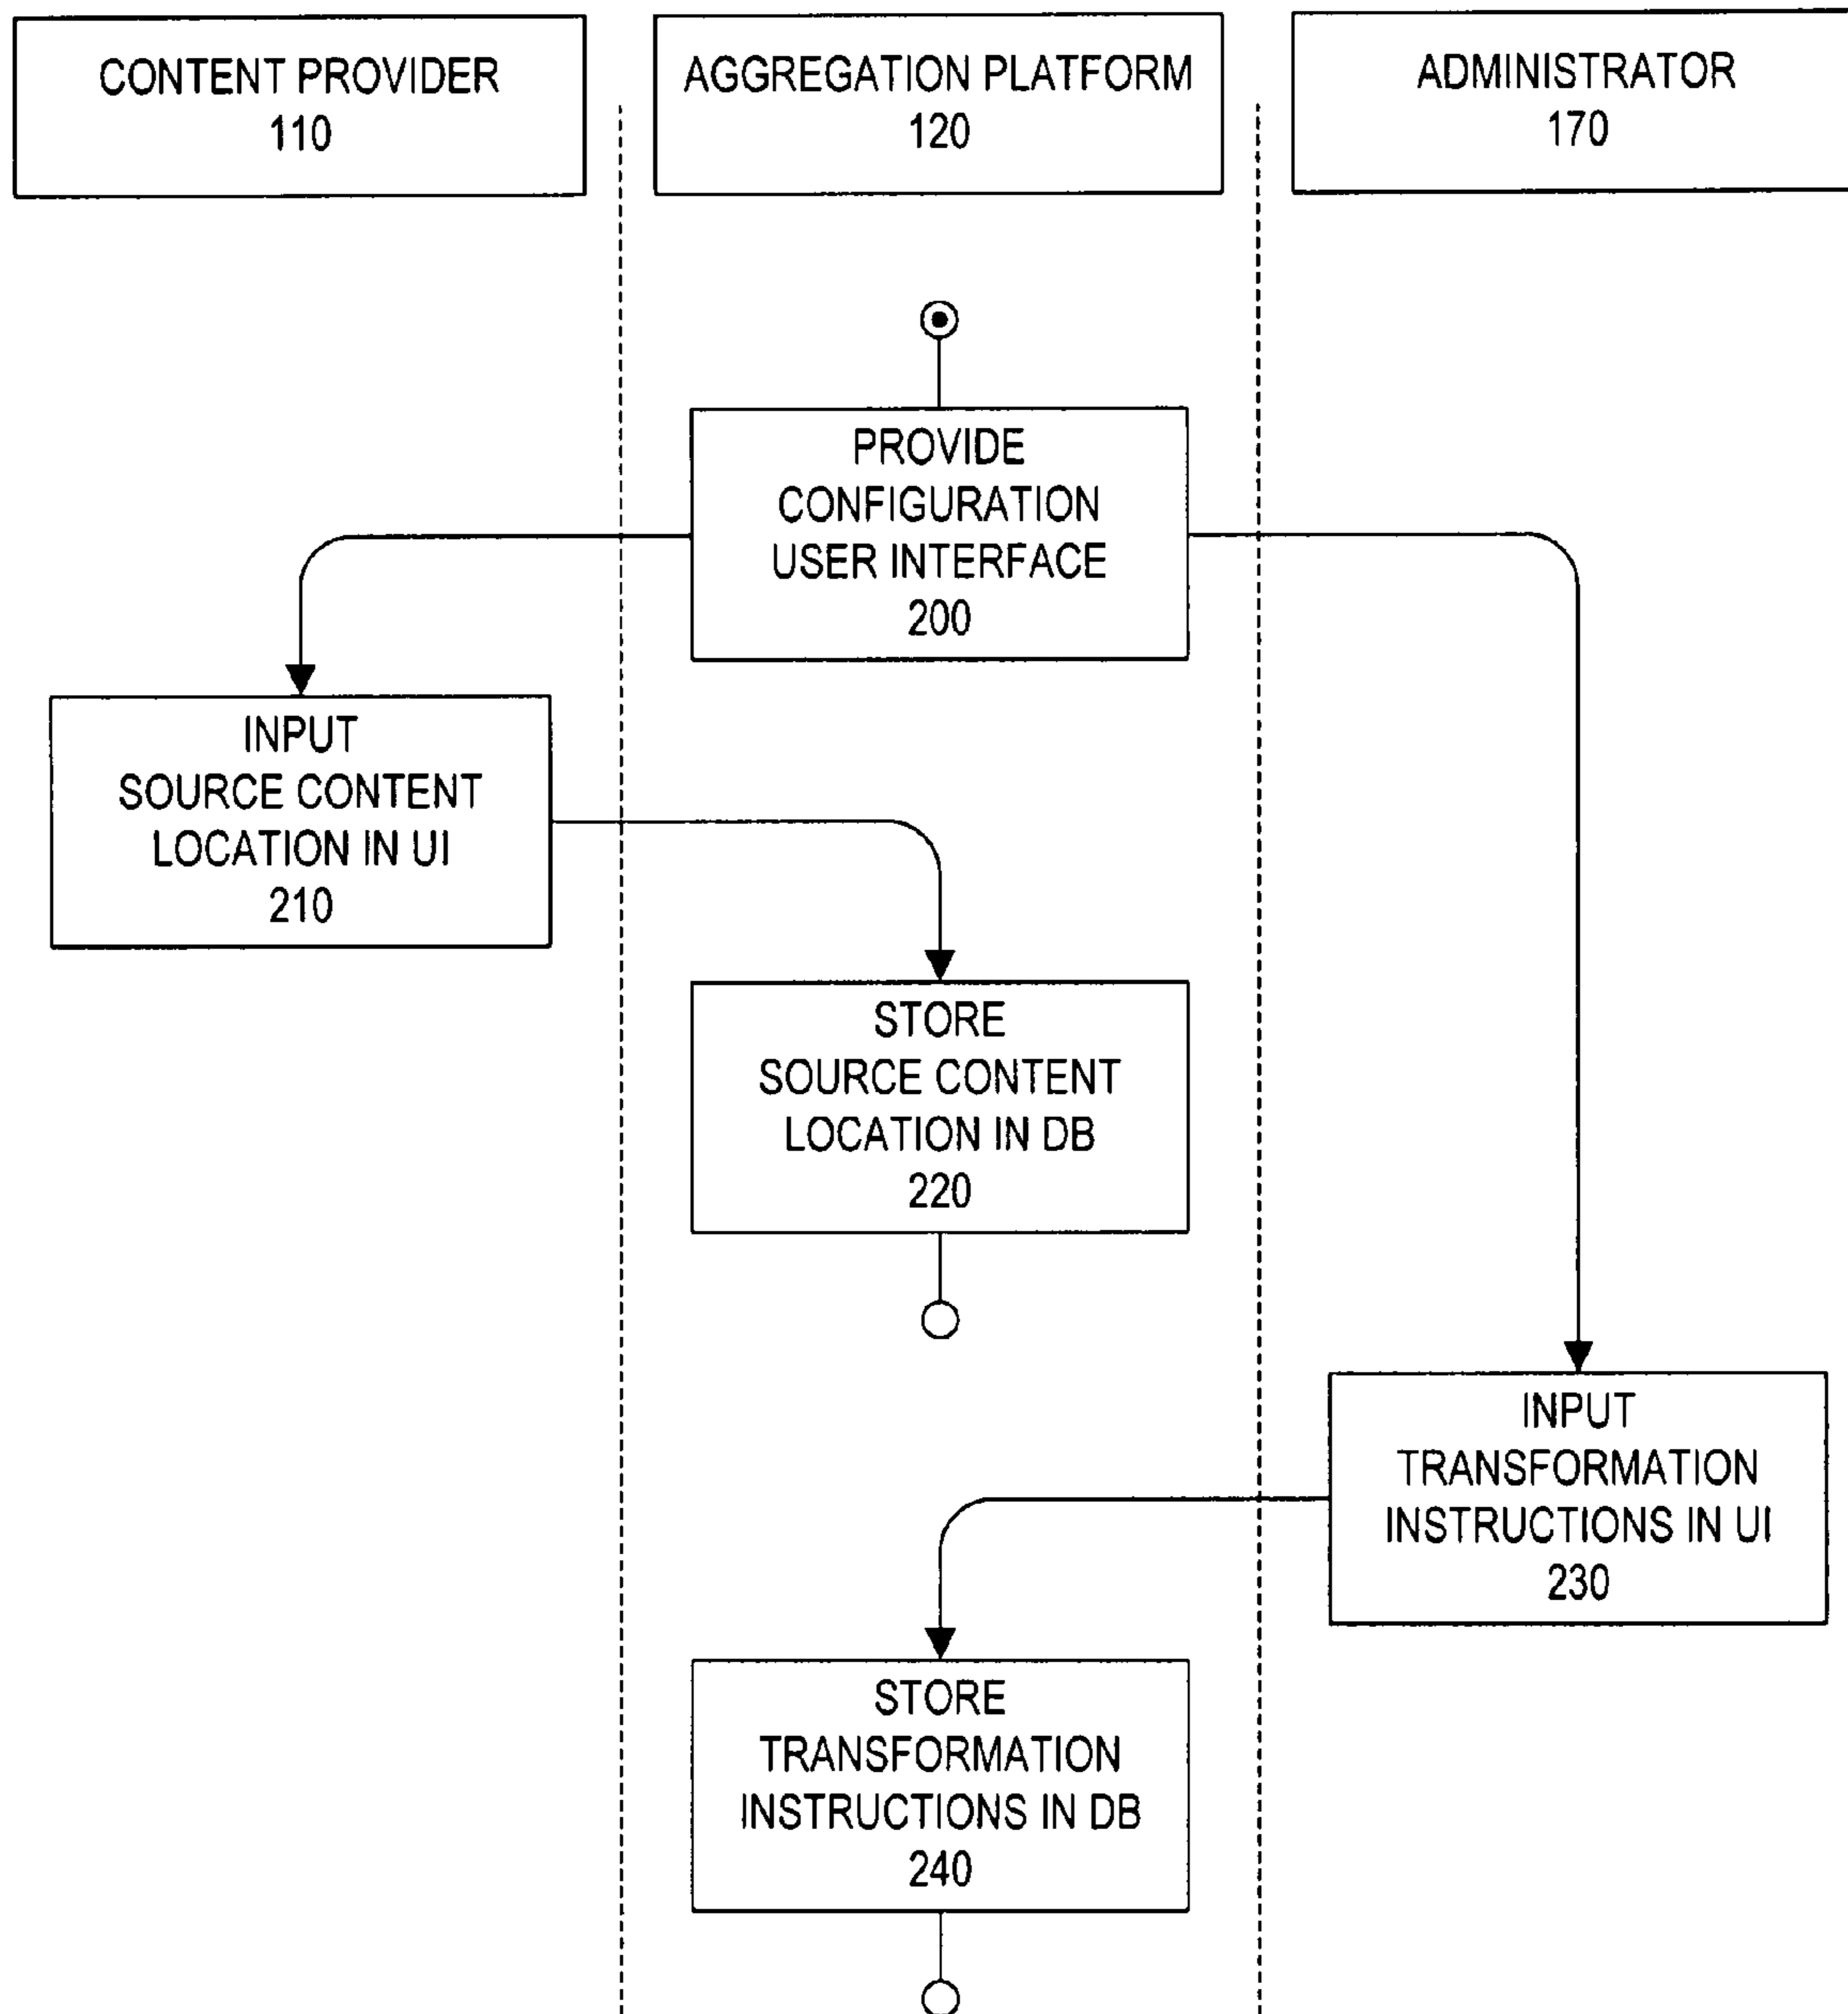 CONTENT PROVIDER
110
AGGREGATION PLATFORM
120
ADMINISTRATOR
170
PROVIDE
CONFIGURATION
USER INTERFACE
200
INPUT
SOURCE CONTENT
LOCATION IN UI
210
STORE
SOURCE CONTENT
LOCATION IN DB
220
INPUT
TRANSFORMATION
INSTRUCTIONS IN UI
230
STORE
TRANSFORMATION
INSTRUCTIONS IN DB
240